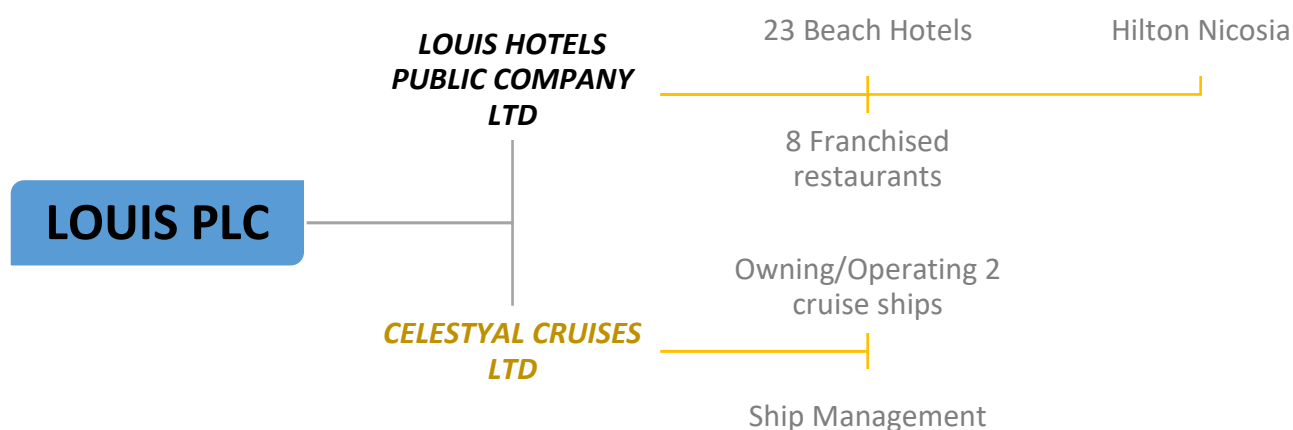 23 Beach Hotels
Hilton Nicosia
LOUIS HOTELS
PUBLIC COMPANY
LTD
8 Franchised
restaurants
LOUIS PLC
Owning/Operating 2
cruise ships
CELESTYAL CRUISES
LTD
Ship Management